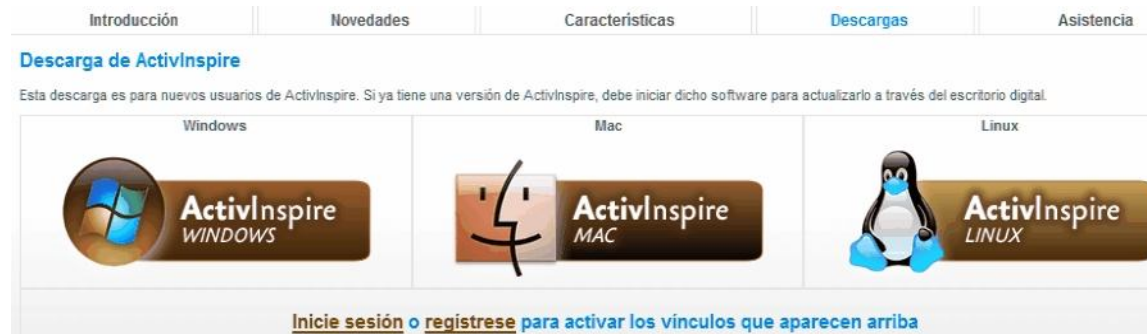 Introducción Novedades Características Descargas Asistencia
Descarga de ActivInspire
Esta descarga es para nuevos usuarios de ActivInspire. Si ya tiene una versión de ActivInspire, debe iniciar dicho software para actualizarlo a través del escritorio digital.
Windows Mac Linux
ActivInspire ActivInspire ActivInspire
WINDOWS MAC LINUX
Inicie sesión o regístrese para activar los vínculos que aparecen arriba